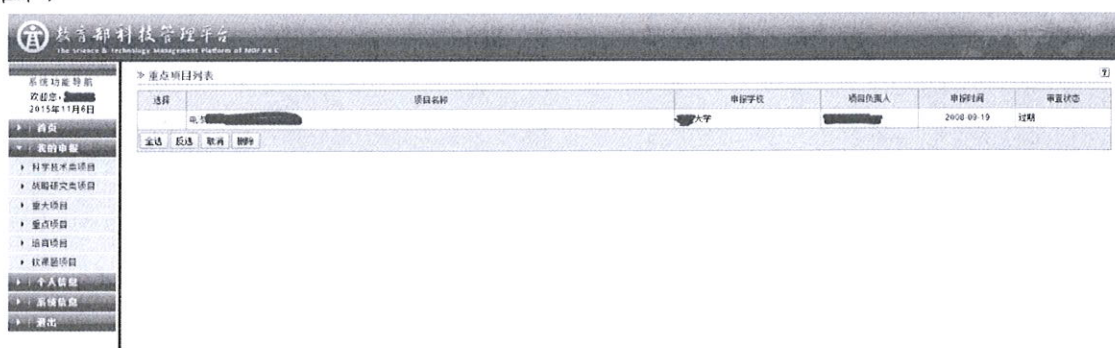 教育部科技管理平台
The Science & Technology Management Platform of MOE P.R.C
系统功能导航
欢迎您,
2015年11月6日
首页
我的申报
科学技术类项目
战略研究类项目
重大项目
重点项目
培育项目
软课题项目
个人信息
系统信息
退出
» 重点项目列表
选择 项目名称 申报学校 项目负责人 申报时间 审查状态
大学 2008-09-19 过期
全选 反选 取消 删除